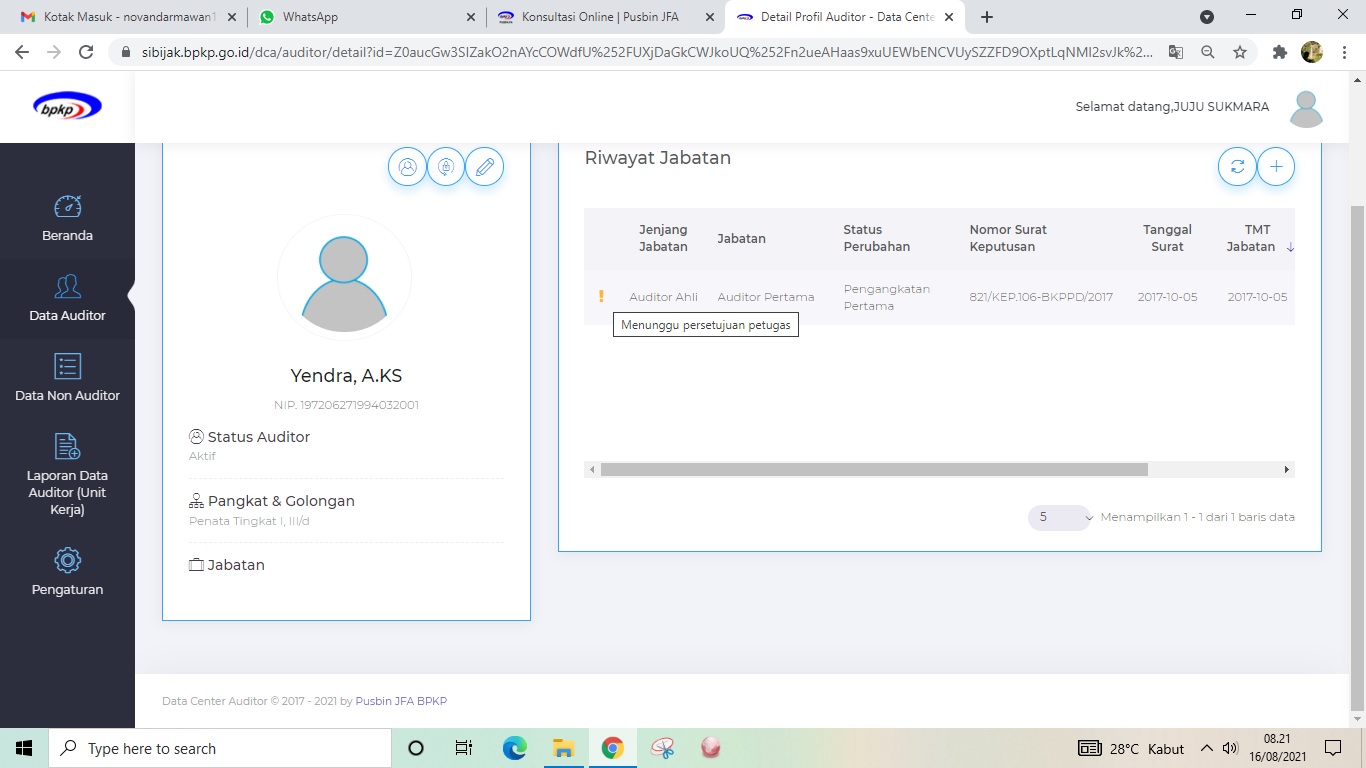 Kotak Masuk - novandarmawan1
WhatsApp
Konsultasi Online | Pusbin JFA
Detail Profil Auditor - Data Cente
sibijak.bpkp.go.id/dca/auditor/detail?id=Z0aucGw3SIZakO2nAYcCOWdfU%252FUXjDaGkCWJkoUQ%252Fn2ueAHaas9xuUEWbENCVUySZZFD9OXptLqNMI2svJk%2...
bpkp
Selamat datang,JUJU SUKMARA
Beranda
Data Auditor
Data Non Auditor
Laporan Data
Auditor (Unit
Kerja)
Pengaturan
Yendra, A.KS
NIP. 197206271994032001
Status Auditor
Aktif
Pangkat & Golongan
Penata Tingkat I, III/d
Jabatan
Riwayat Jabatan
Jenjang Jabatan Jabatan Status Perubahan Nomor Surat Keputusan Tanggal Surat TMT Jabatan
Auditor Ahli Auditor Pertama Pengangkatan Pertama 821/KEP.106-BKPPD/2017 2017-10-05 2017-10-05
Menunggu persetujuan petugas
5 Menampilkan 1 - 1 dari 1 baris data
Data Center Auditor © 2017 - 2021 by Pusbin JFA BPKP
Type here to search
28°C Kabut
08.21
16/08/2021